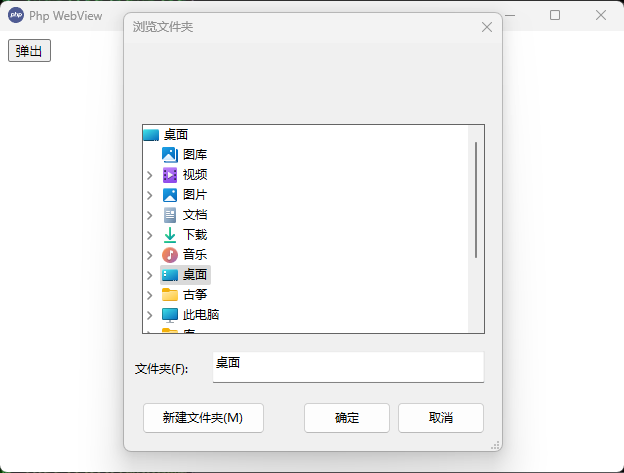 php Php WebView
弹出
浏览文件夹
桌面
图库
视频
图片
文档
下载
音乐
桌面
古筝
此电脑
库
文件夹(F):
桌面
新建文件夹(M)
确定
取消